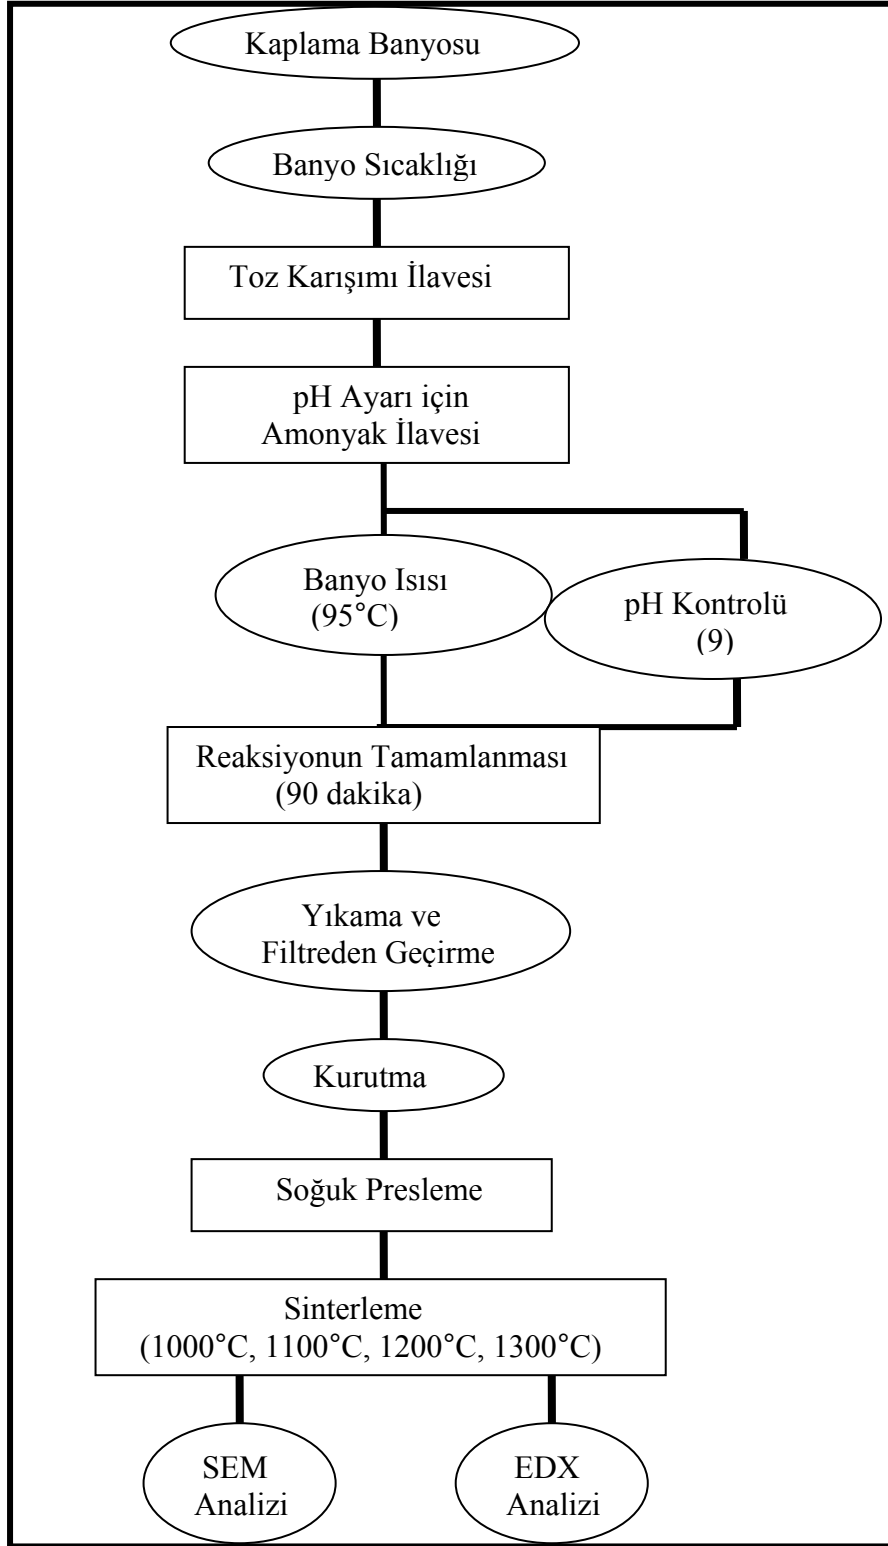 Kaplama Banyosu
Banyo Sıcaklığı
Toz Karışımı İlavesi
pH Ayarı için
Amonyak İlavesi
Banyo Isısı
(95°C)
pH Kontrolü
(9)
Reaksiyonun Tamamlanması
(90 dakika)
Yıkama ve
Filtreden Geçirme
Kurutma
Soğuk Presleme
Sinterleme
(1000°C, 1100°C, 1200°C, 1300°C)
SEM
Analizi
EDX
Analizi